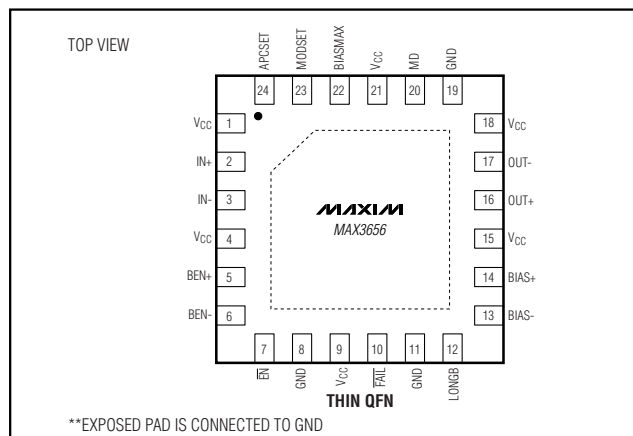 TOP VIEW
APCSET
MODSET
BIASMAX
VCC
MD
GND
24
23
22
21
20
19
VCC 1
IN+ 2
IN- 3
VCC 4
BEN+ 5
BEN- 6
18 VCC
17 OUT-
16 OUT+
15 VCC
14 BIAS+
13 BIAS-
MAXIM
MAX3656
7
8
9
10
11
12
E̅N̅
GND
VCC
F̅A̅I̅L̅
GND
LONGB
THIN QFN
**EXPOSED PAD IS CONNECTED TO GND